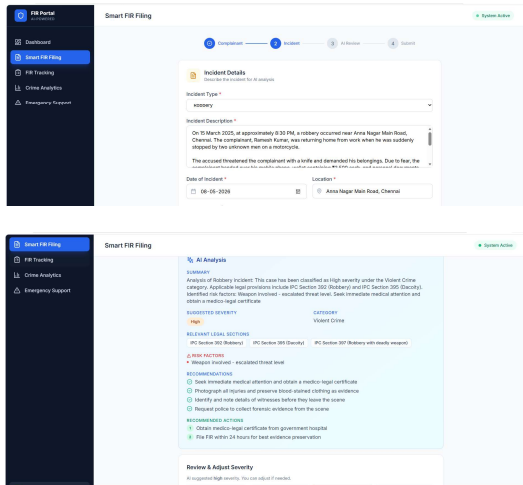 FIR Portal
AI-POWERED
Smart FIR Filing
System Active
Dashboard
Smart FIR Filing
FIR Tracking
Crime Analytics
Emergency Support
Complainant
2 Incident
3 AI Review
4 Submit
Incident Details
Describe the incident for AI analysis
Incident Type *
Robbery
Incident Description *
On 15 March 2025, at approximately 8:30 PM, a robbery occurred near Anna Nagar Main Road,
Chennai. The complainant, Ramesh Kumar, was returning home from work when he was suddenly
stopped by two unknown men on a motorcycle.
The accused threatened the complainant with a knife and demanded his belongings. Due to fear, the
Date of Incident *
Location *
08-05-2026
Anna Nagar Main Road, Chennai
Smart FIR Filing
FIR Tracking
Crime Analytics
Emergency Support
Smart FIR Filing
System Active
AI Analysis
SUMMARY
Analysis of Robbery incident: This case has been classified as High severity under the Violent Crime
category. Applicable legal provisions include IPC Section 392 (Robbery) and IPC Section 395 (Dacoity).
Identified risk factors: Weapon involved - escalated threat level. Seek immediate medical attention and
obtain a medico-legal certificate
SUGGESTED SEVERITY
CATEGORY
High
Violent Crime
RELEVANT LEGAL SECTIONS
IPC Section 392 (Robbery)
IPC Section 395 (Dacoity)
IPC Section 397 (Robbery with deadly weapon)
RISK FACTORS
Weapon involved - escalated threat level
RECOMMENDATIONS
Seek immediate medical attention and obtain a medico-legal certificate
Photograph all injuries and preserve blood-stained clothing as evidence
Identify and note details of witnesses before they leave the scene
Request police to collect forensic evidence from the scene
RECOMMENDED ACTIONS
Obtain medico-legal certificate from government hospital
File FIR within 24 hours for best evidence preservation
Review & Adjust Severity
AI suggested high severity. You can adjust if needed.